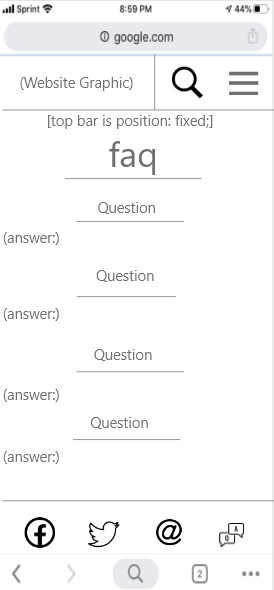 Sprint 8:59 PM 44%
google.com
(Website Graphic)
[top bar is position: fixed;]
faq
Question
(answer:)
Question
(answer:)
Question
(answer:)
Question
(answer:)
@
A
Q
2